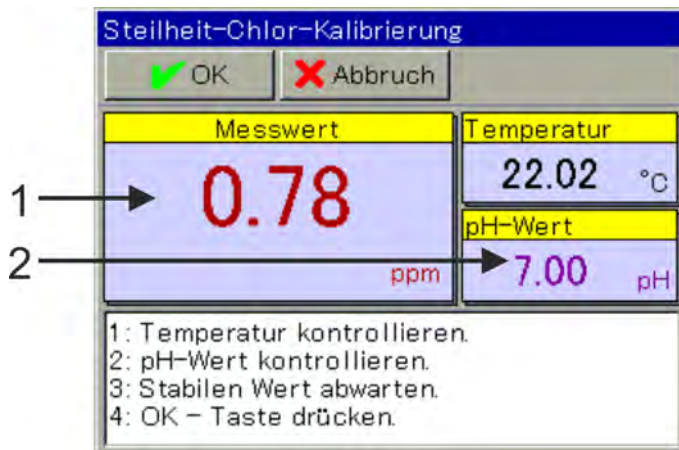 Steilheit-Chlor-Kalibrierung
OK Abbruch
Messwert
0.78
ppm
Temperatur
22.02 °C
pH-Wert
7.00 pH
1
2
1: Temperatur kontrollieren.
2: pH-Wert kontrollieren.
3: Stabilen Wert abwarten.
4: OK - Taste drücken.